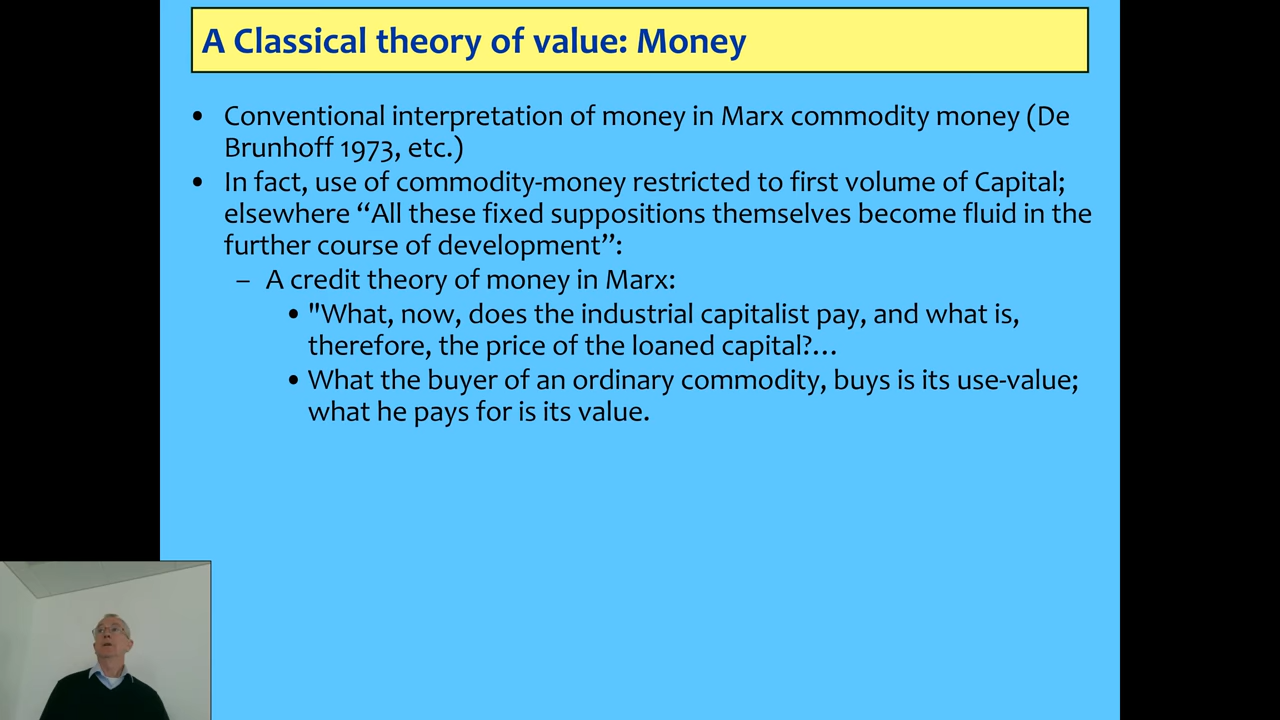 A Classical theory of value: Money
• Conventional interpretation of money in Marx commodity money (De
Brunhoff 1973, etc.)
• In fact, use of commodity-money restricted to first volume of Capital;
elsewhere “All these fixed suppositions themselves become fluid in the
further course of development”:
– A credit theory of money in Marx:
• "What, now, does the industrial capitalist pay, and what is,
therefore, the price of the loaned capital?…
• What the buyer of an ordinary commodity, buys is its use-value;
what he pays for is its value.